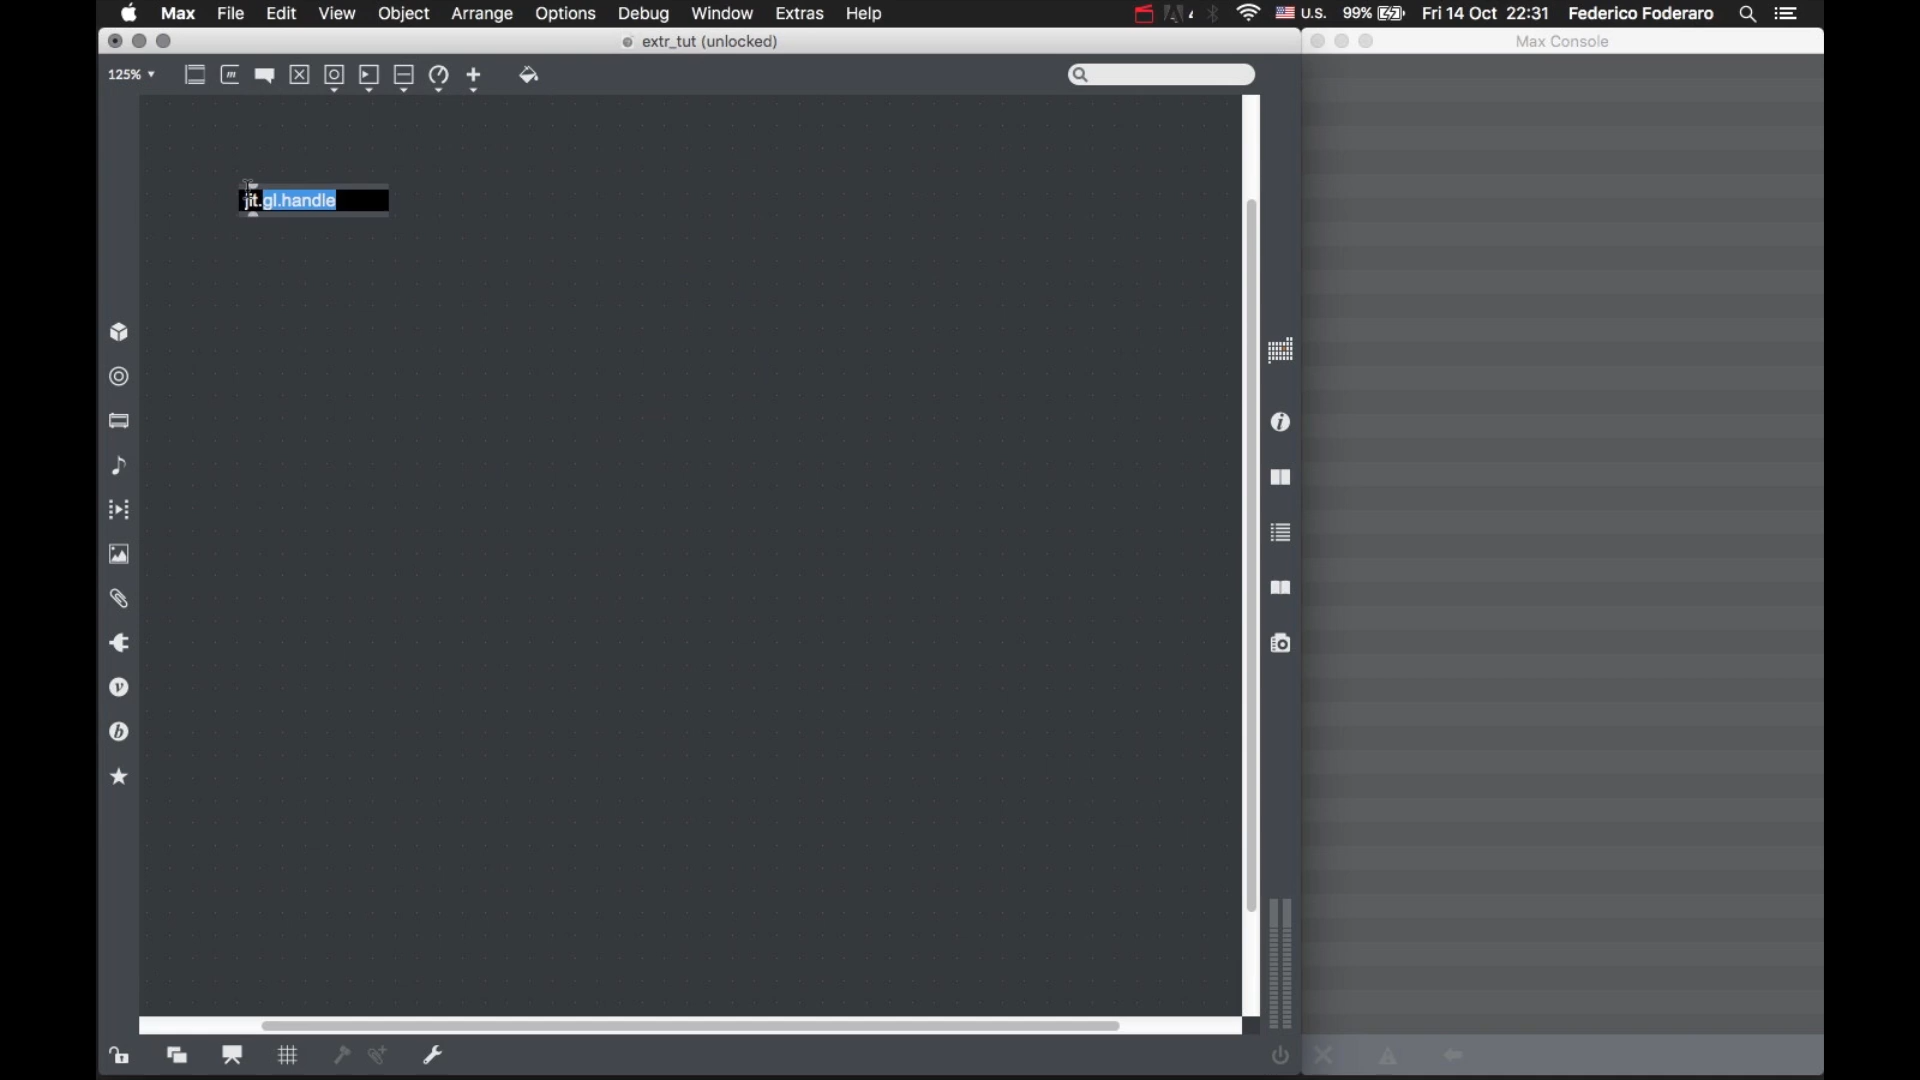 Max File Edit View Object Arrange Options Debug Window Extras Help U.S. 99% Fri 14 Oct 22:31 Federico Foderaro
extr_tut (unlocked)
Max Console
125%
jit.gl.handle